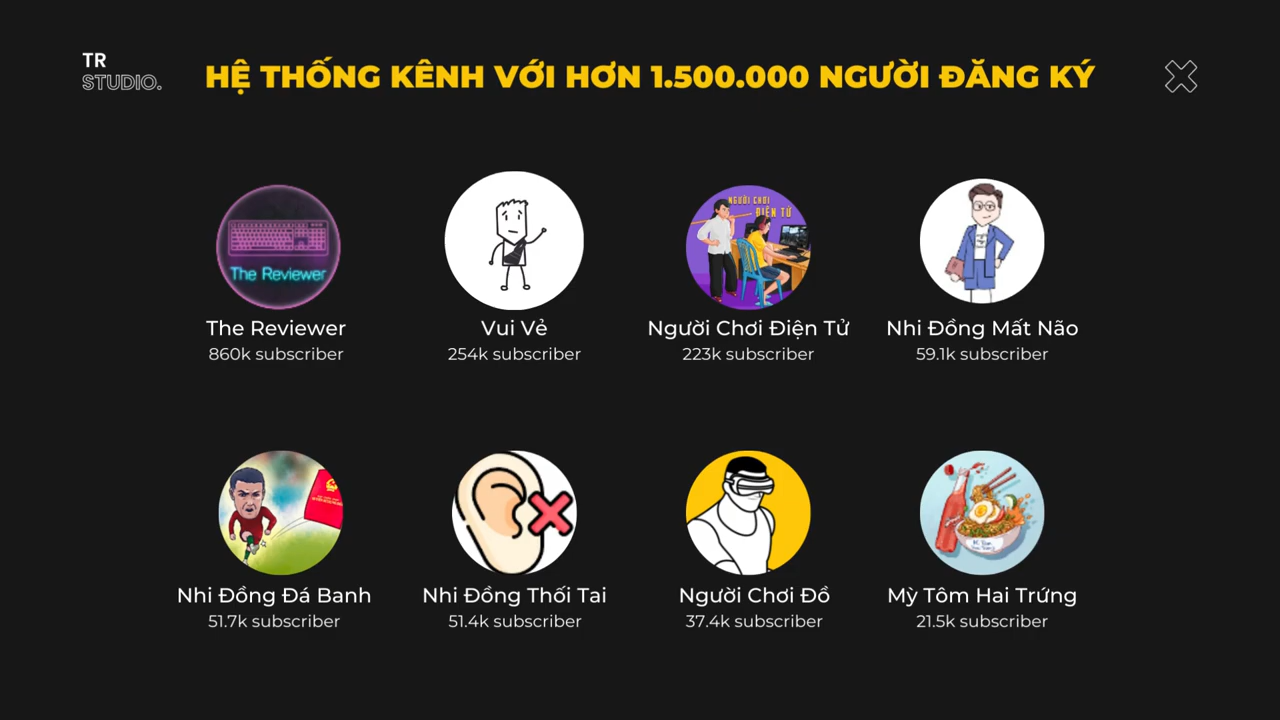 TR
STUDIO.
HỆ THỐNG KÊNH VỚI HƠN 1.500.000 NGƯỜI ĐĂNG KÝ
The Reviewer
NGƯỜI CHƠI
ĐIỆN TỬ
The Reviewer
860k subscriber
Vui Vẻ
254k subscriber
Người Chơi Điện Tử
223k subscriber
Nhi Đồng Mất Não
59.1k subscriber
Nhi Đồng Đá Banh
51.7k subscriber
Nhi Đồng Thối Tai
51.4k subscriber
Người Chơi Đồ
37.4k subscriber
Mỳ Tôm Hai Trứng
21.5k subscriber